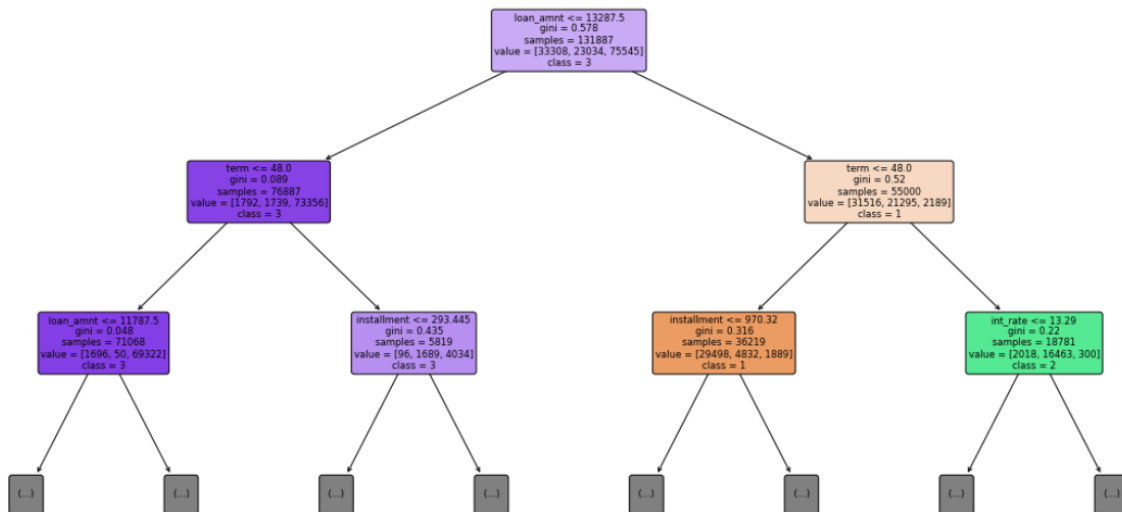 loan_amnt <= 13287.5
gini = 0.578
samples = 131887
value = [33308, 23034, 75545]
class = 3
term <= 48.0
gini = 0.089
samples = 76887
value = [1792, 1739, 73356]
class = 3
term <= 48.0
gini = 0.52
samples = 55000
value = [31516, 21295, 2189]
class = 1
loan_amnt <= 11787.5
gini = 0.048
samples = 71068
value = [1696, 50, 69322]
class = 3
installment <= 293.445
gini = 0.435
samples = 5819
value = [96, 1689, 4034]
class = 3
installment <= 970.32
gini = 0.316
samples = 36219
value = [29498, 4832, 1889]
class = 1
int_rate <= 13.29
gini = 0.22
samples = 18781
value = [2018, 16463, 300]
class = 2
(...)
(...)
(...)
(...)
(...)
(...)
(...)
(...)